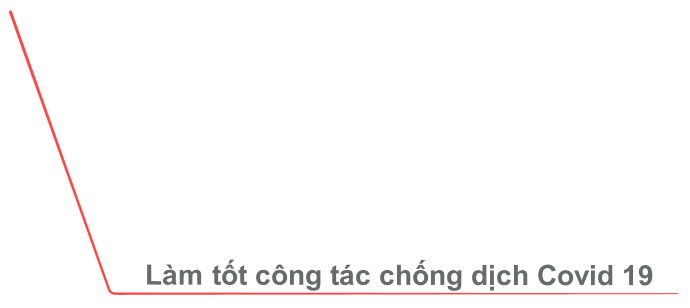 Làm tốt công tác chống dịch Covid 19